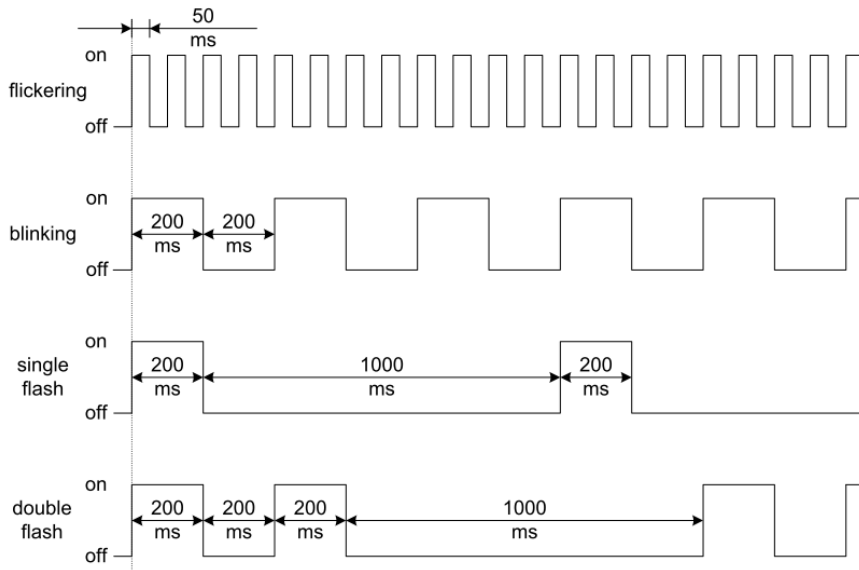 50
ms
on
flickering
off
on
200
ms
200
ms
blinking
off
on
single
flash
200
ms
1000
ms
200
ms
off
on
double
flash
200
ms
200
ms
200
ms
1000
ms
off